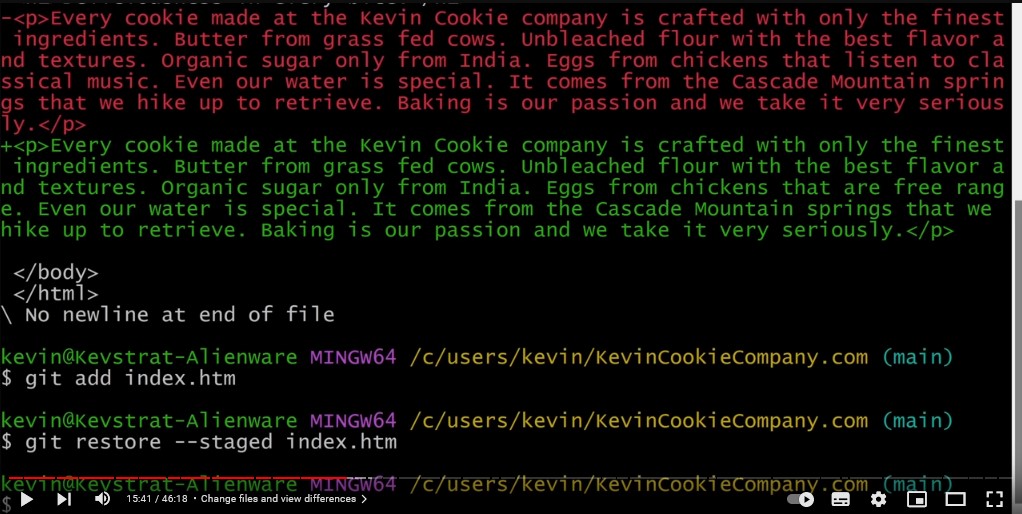 -<p>Every cookie made at the Kevin Cookie company is crafted with only the finest
 ingredients. Butter from grass fed cows. Unbleached flour with the best flavor a
nd textures. Organic sugar only from India. Eggs from chickens that listen to cla
ssical music. Even our water is special. It comes from the Cascade Mountain sprin
gs that we hike up to retrieve. Baking is our passion and we take it very serious
ly.</p>
+<p>Every cookie made at the Kevin Cookie company is crafted with only the finest
 ingredients. Butter from grass fed cows. Unbleached flour with the best flavor a
nd textures. Organic sugar only from India. Eggs from chickens that are free rang
e. Even our water is special. It comes from the Cascade Mountain springs that we
hike up to retrieve. Baking is our passion and we take it very seriously.</p>
 </body>
 </html>
\ No newline at end of file
kevin@Kevstrat-Alienware MINGW64 /c/users/kevin/KevinCookieCompany.com (main)
$ git add index.htm
kevin@Kevstrat-Alienware MINGW64 /c/users/kevin/KevinCookieCompany.com (main)
$ git restore --staged index.htm
kevin@Kevstrat-Alienware MINGW64 /c/users/kevin/KevinCookieCompany.com (main)
15:41 / 46:18 • Change files and view differences >
$